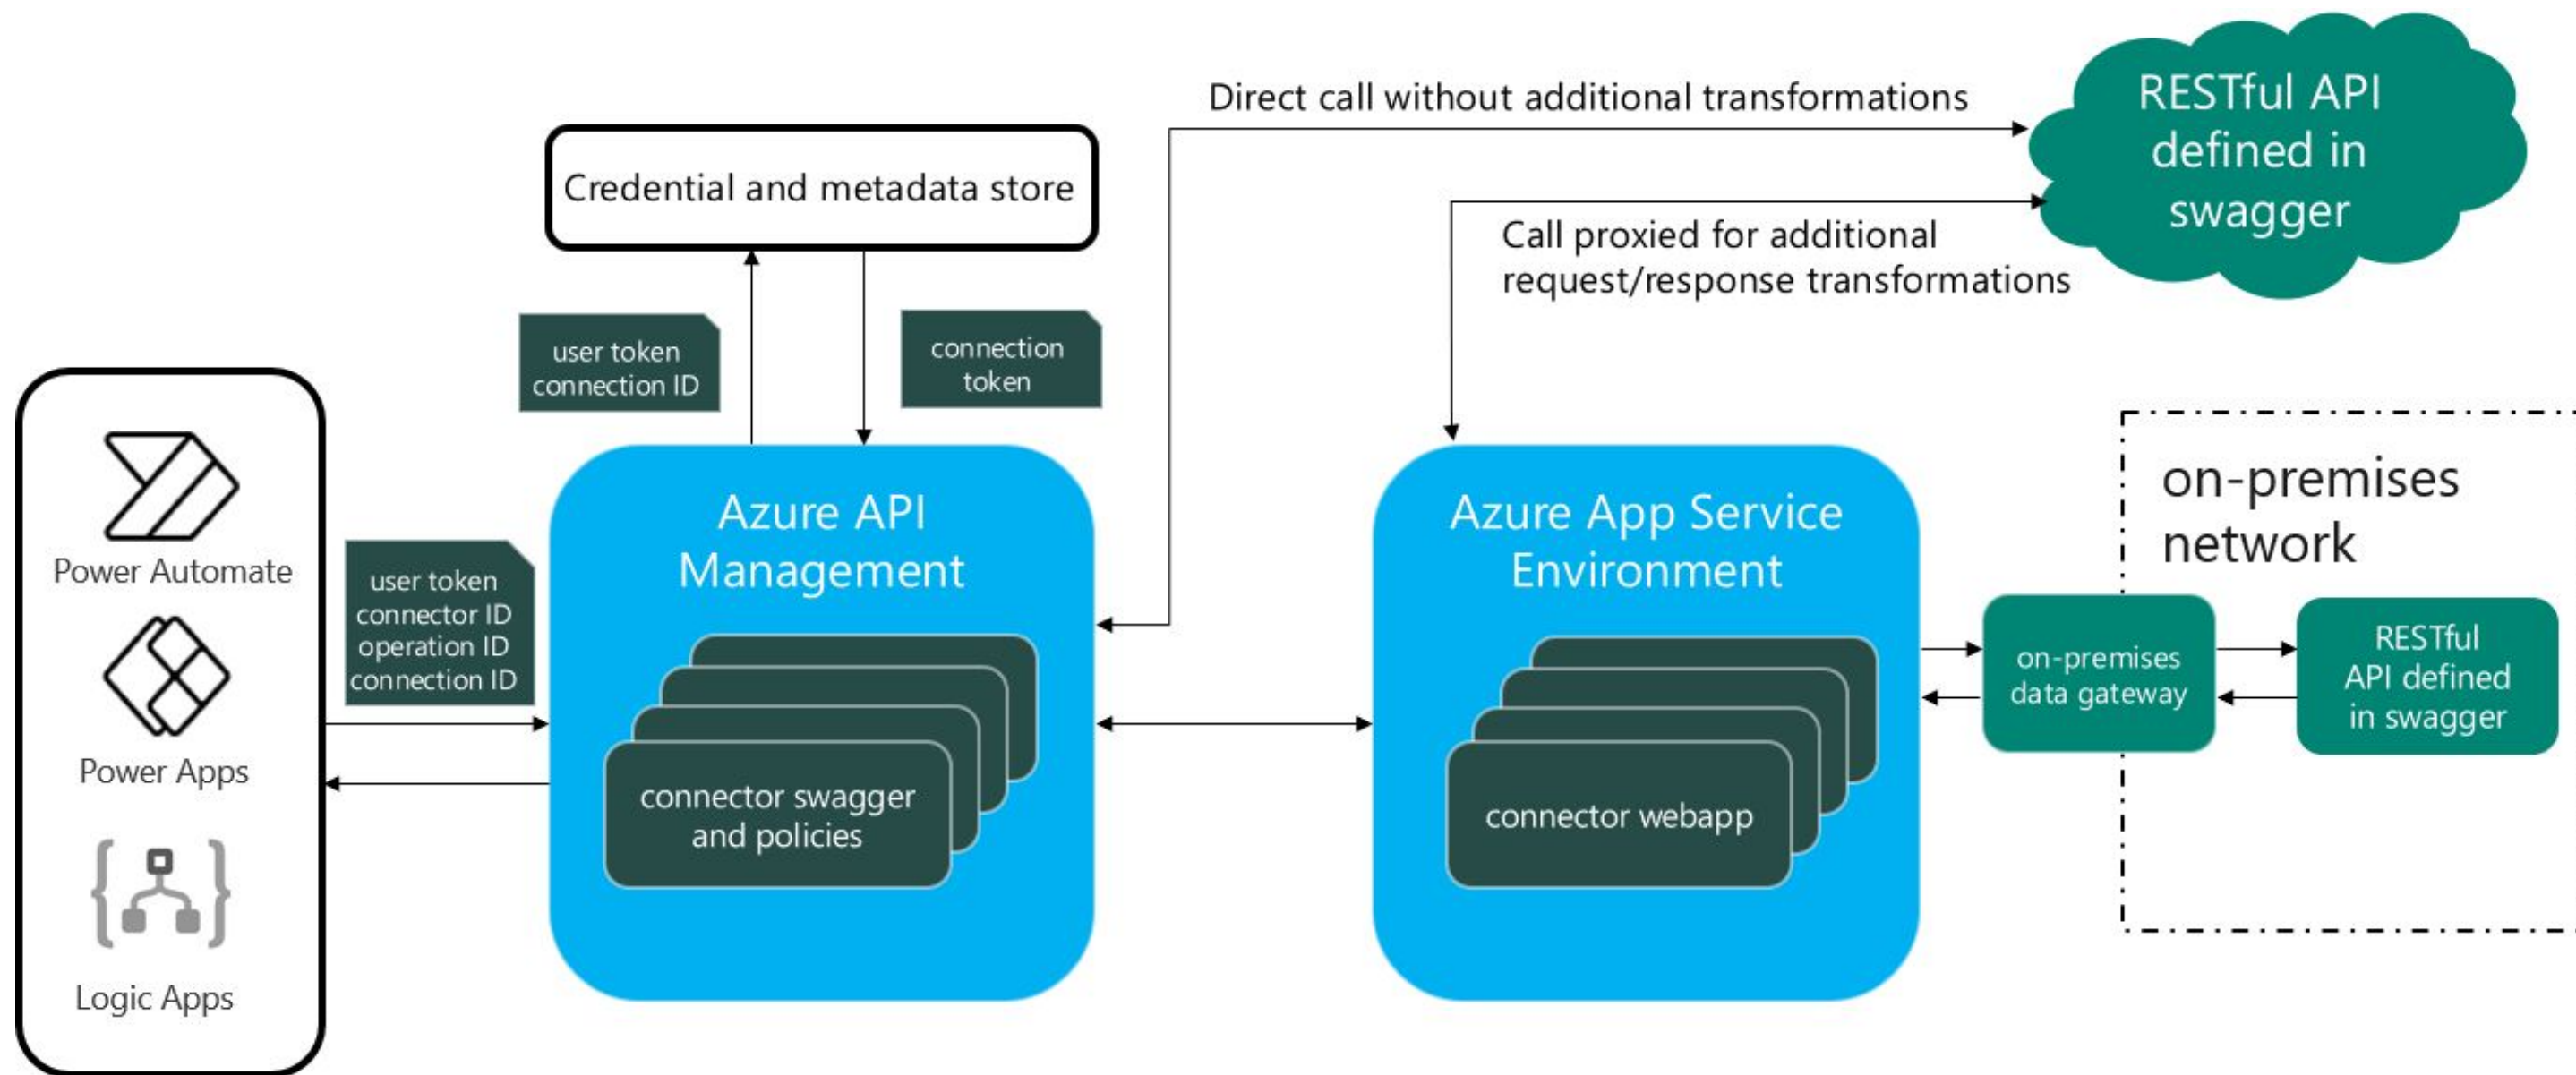 Direct call without additional transformations
RESTful API
defined in
swagger
Credential and metadata store
Call proxied for additional
request/response transformations
user token
connection ID
connection
token
Power Automate
Power Apps
Logic Apps
user token
connector ID
operation ID
connection ID
Azure API
Management
connector swagger
and policies
Azure App Service
Environment
connector webapp
on-premises
network
on-premises
data gateway
RESTful
API defined
in swagger